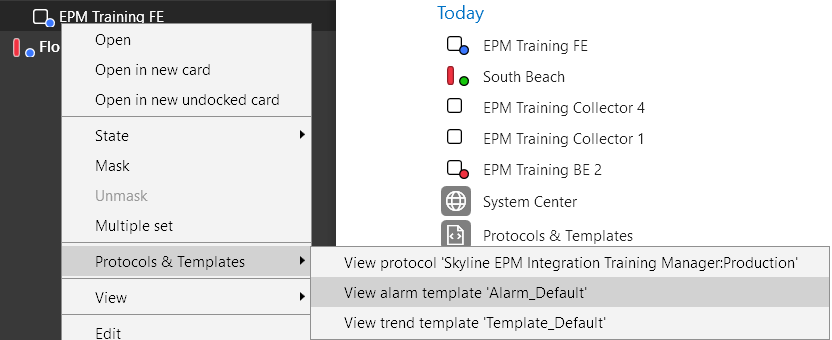 EPM Training FE
Flo
Open
Open in new card
Open in new undocked card
State
Mask
Unmask
Multiple set
Protocols & Templates
View
Edit
Today
EPM Training FE
South Beach
EPM Training Collector 4
EPM Training Collector 1
EPM Training BE 2
System Center
Protocols & Templates
View protocol 'Skyline EPM Integration Training Manager:Production'
View alarm template 'Alarm_Default'
View trend template 'Template_Default'